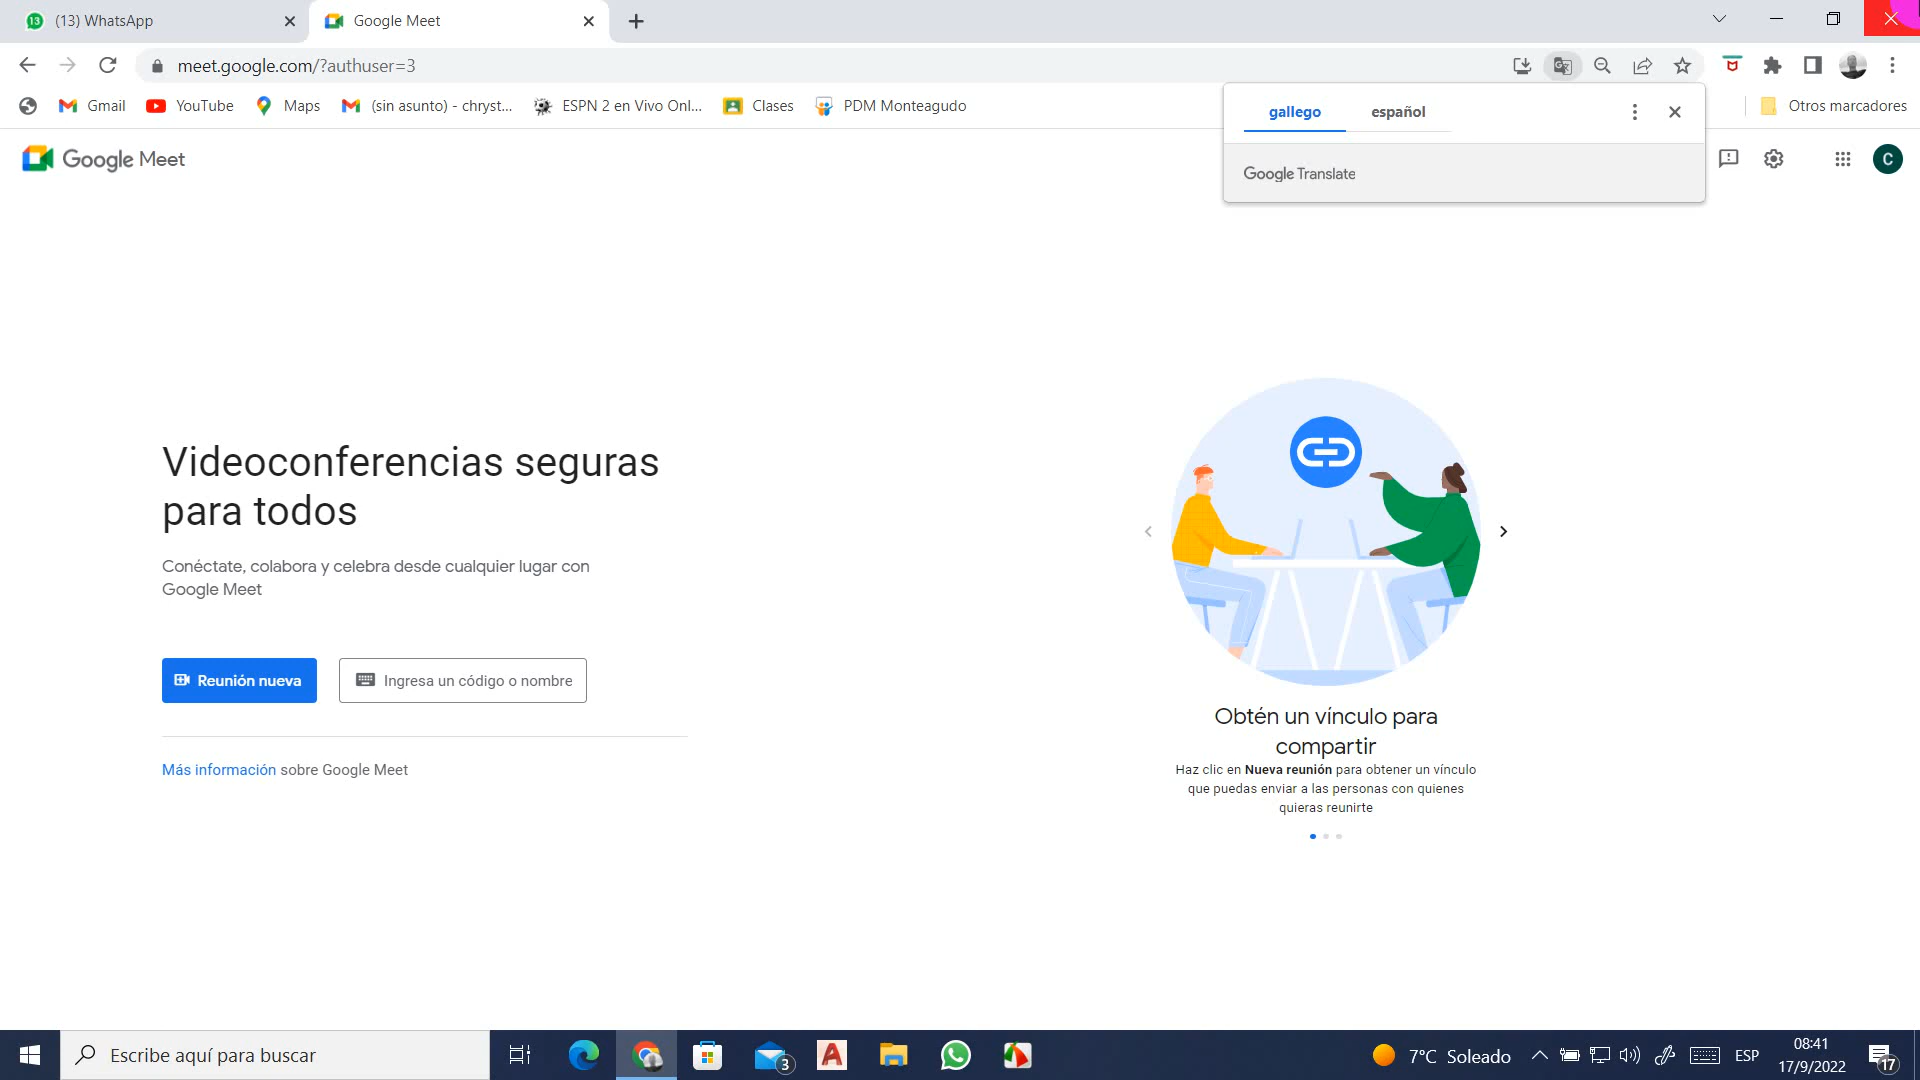 (13) WhatsApp
Google Meet
meet.google.com/?authuser=3
Gmail
YouTube
Maps
(sin asunto) - chryst...
ESPN 2 en Vivo Onl...
Clases
PDM Monteagudo
Otros marcadores
gallego
español
Google Translate
Google Meet
C
Videoconferencias seguras
para todos
Conéctate, colabora y celebra desde cualquier lugar con
Google Meet
Reunión nueva
Ingresa un código o nombre
Más información sobre Google Meet
Obtén un vínculo para
compartir
Haz clic en Nueva reunión para obtener un vínculo
que puedas enviar a las personas con quienes
quieras reunirte
Escribe aquí para buscar
3
7°C Soleado
ESP
08:41
17/9/2022
17